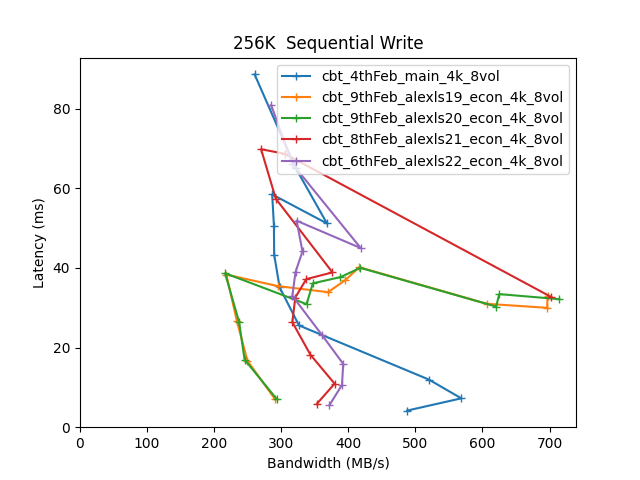 256K  Sequential Write
cbt_4thFeb_main_4k_8vol
cbt_9thFeb_alexls19_econ_4k_8vol
cbt_9thFeb_alexls20_econ_4k_8vol
cbt_8thFeb_alexls21_econ_4k_8vol
cbt_6thFeb_alexls22_econ_4k_8vol
Latency (ms)
80
60
40
20
0
0 100 200 300 400 500 600 700
Bandwidth (MB/s)